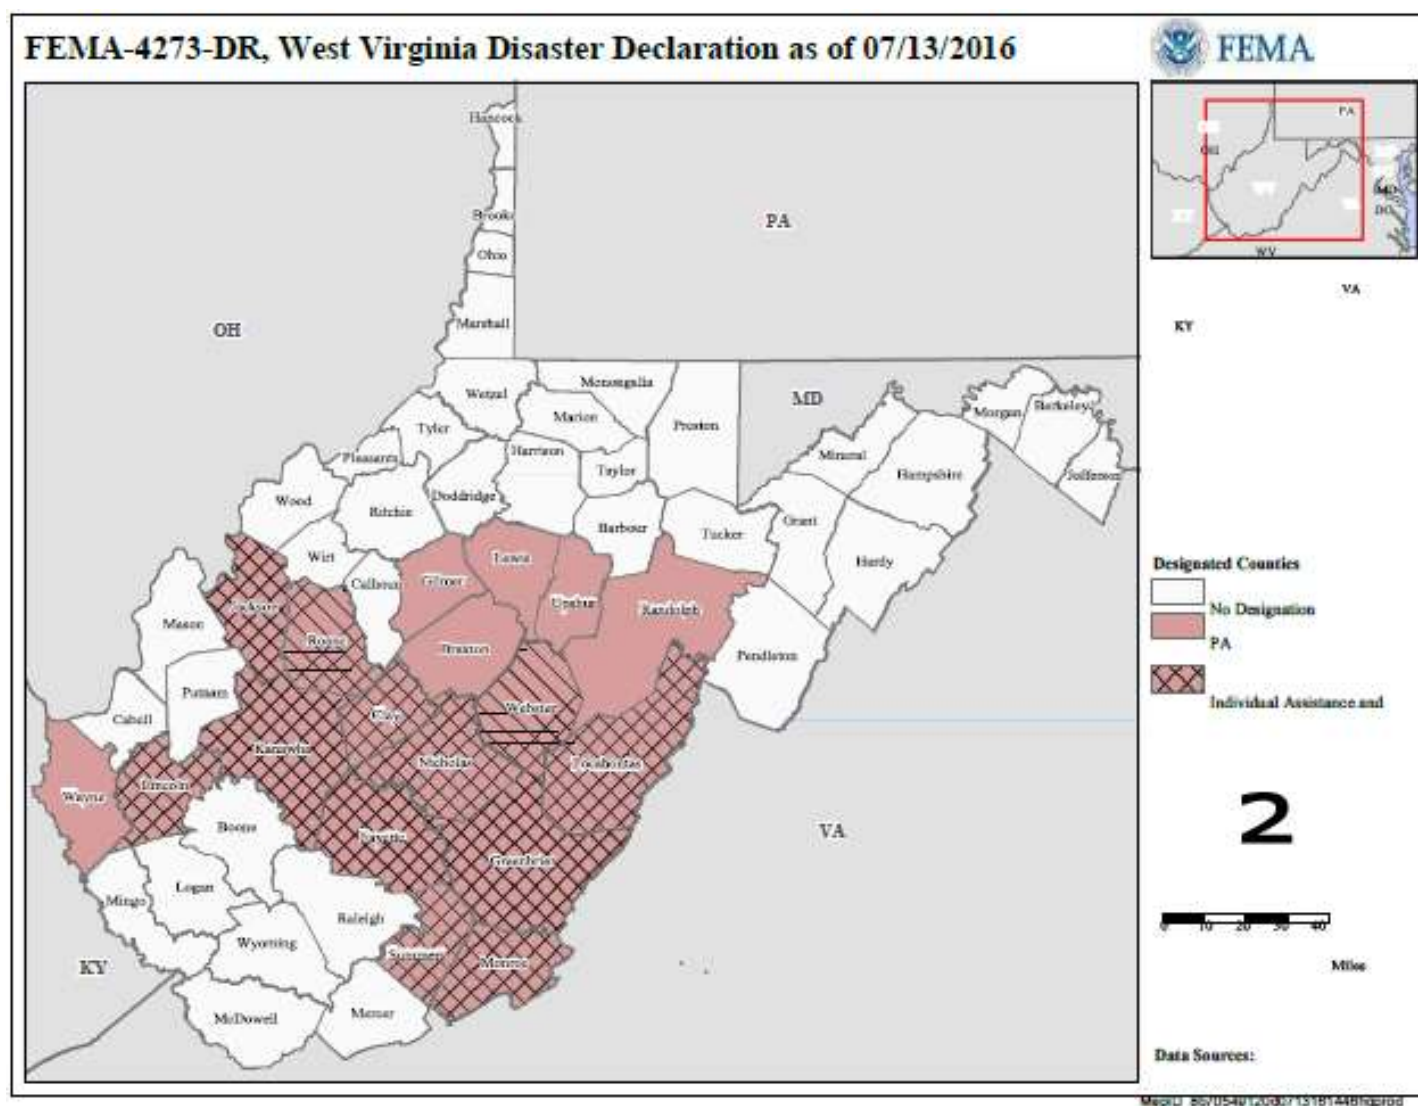 FEMA-4273-DR, West Virginia Disaster Declaration as of 07/13/2016
FEMA
Hancock
PA
OH
MD
DC
WV
VA
KY
Brooke
Ohio
PA
Marshall
OH
Wetzel
Monongalia
MD
Marion
Preston
Morgan
Berkeley
Tyler
Pleasants
Harrison
Taylor
Mineral
Hampshire
Jefferson
Wood
Ritchie
Doddridge
Barbour
Tucker
Grant
Hardy
Wirt
Calhoun
Gilmer
Lewis
Upshur
Randolph
Jackson
Roane
Braxton
Pendleton
Mason
Putnam
Cabell
Clay
Webster
Kanawha
Nicholas
Pocahontas
Wayne
Lincoln
Boone
Fayette
Greenbrier
VA
Mingo
Logan
Raleigh
Wyoming
Summers
Monroe
KY
McDowell
Mercer
Designated Counties
No Designation
PA
Individual Assistance and
2
0 10 20 30 40
Miles
Data Sources: